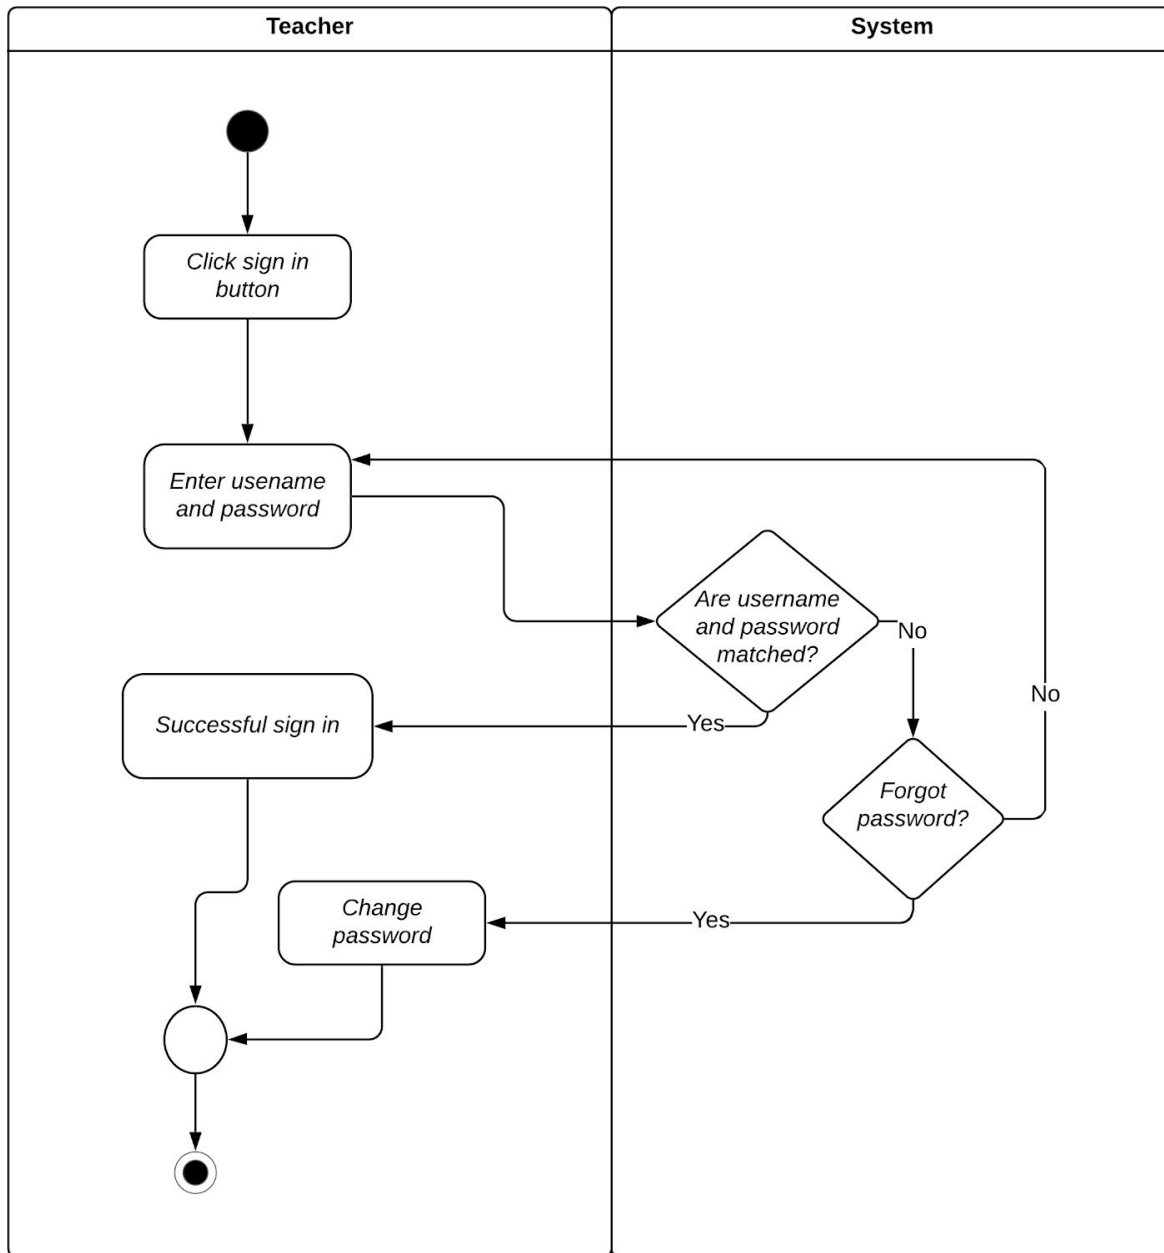 Teacher
System
Click sign in
button
Enter usename
and password
Are username
and password
matched?
No
No
Successful sign in
Yes
Forgot
password?
Change
password
Yes